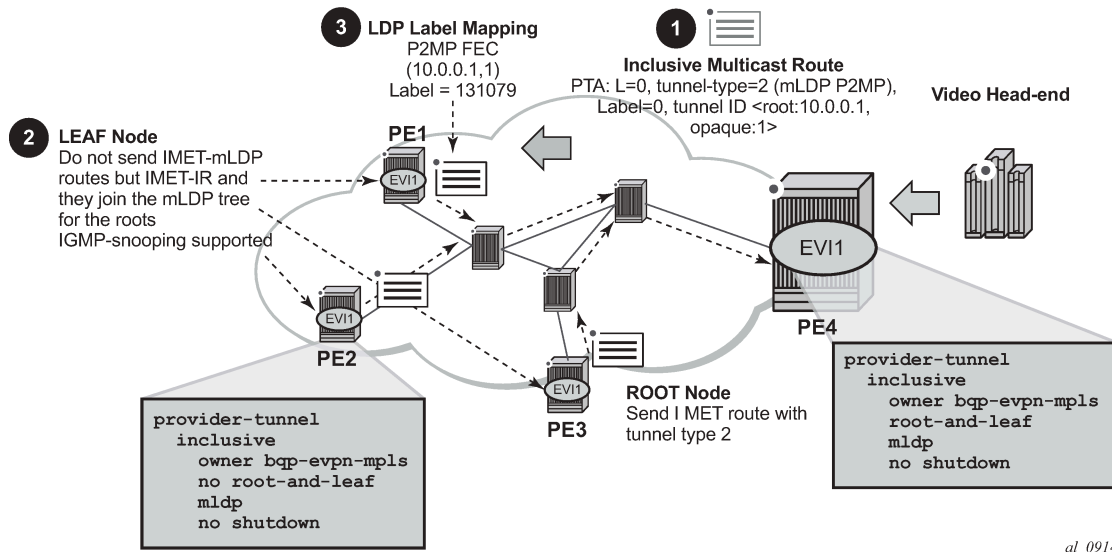 3
LDP Label Mapping
P2MP FEC
(10.0.0.1,1)
Label = 131079
1
Inclusive Multicast Route
PTA: L=0, tunnel-type=2 (mLDP P2MP),
Label=0, tunnel ID <root:10.0.0.1,
opaque:1>
Video Head-end
2
LEAF Node
Do not send IMET-mLDP
routes but IMET-IR and
they join the mLDP tree
for the roots
IGMP-snooping supported
PE1
EVI1
EVI1
PE4
EVI1
PE2
EVI1
PE3
ROOT Node
Send I MET route with
tunnel type 2
provider-tunnel
inclusive
owner bqp-evpn-mpls
no root-and-leaf
mldp
no shutdown
provider-tunnel
inclusive
owner bqp-evpn-mpls
root-and-leaf
mldp
no shutdown